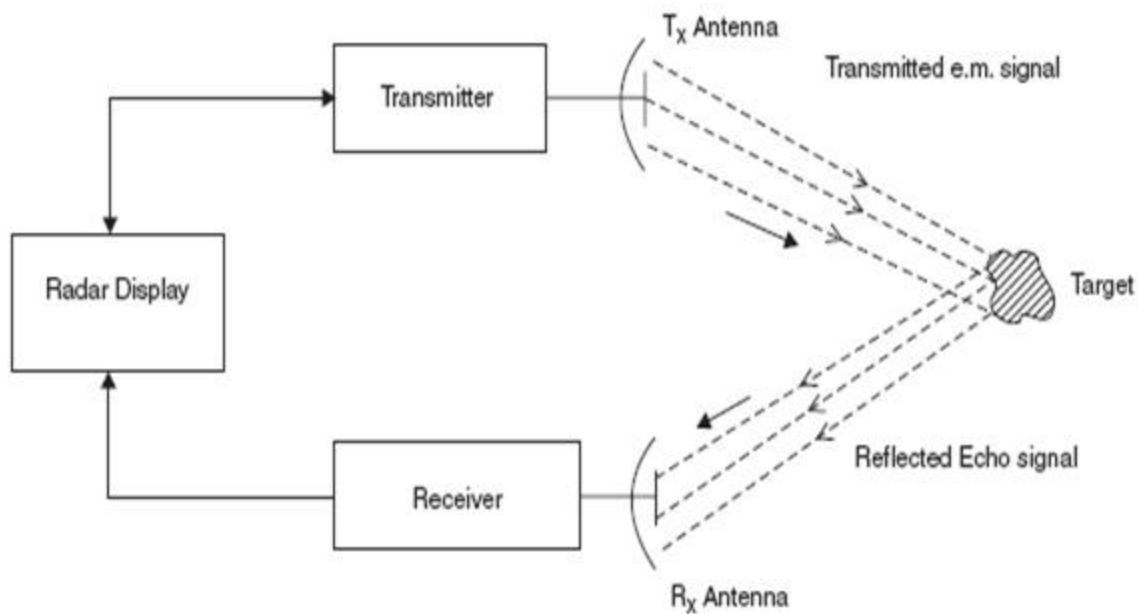 Tx Antenna
Transmitted e.m. signal
Transmitter
Radar Display
Target
Reflected Echo signal
Receiver
Rx Antenna